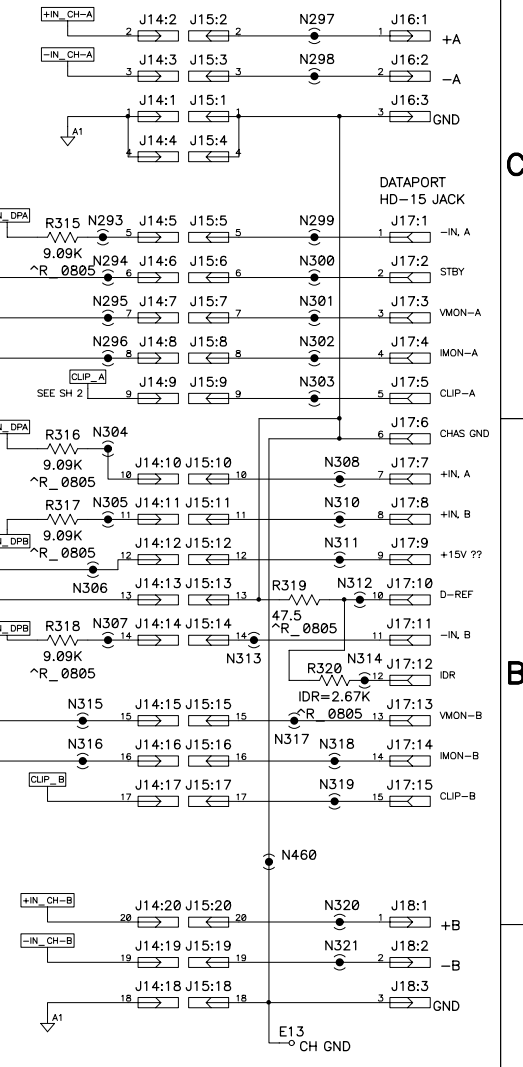 +IN_CH-A J14:2 J15:2 N297 J16:1
2 2 1 +A
-IN_CH-A J14:3 J15:3 N298 J16:2
3 3 2 -A
J14:1 J15:1 J16:3
1 1 3 GND
A1 J14:4 J15:4
4 4
C
DATAPORT
HD-15 JACK
N_DPA R315 N293 J14:5 J15:5 N299 J17:1
5 5 1 -IN, A
9.09K N294 J14:6 J15:6 N300 J17:2
^R_0805 6 6 2 STBY
N295 J14:7 J15:7 N301 J17:3
7 7 3 VMON-A
N296 J14:8 J15:8 N302 J17:4
8 8 4 IMON-A
CLIP_A J14:9 J15:9 N303 J17:5
SEE SH 2 9 9 5 CLIP-A
N_DPA R316 N304 J17:6
6 CHAS GND
9.09K J14:10 J15:10 N308 J17:7
^R_0805 10 10 7 +IN, A
R317 N305 J14:11 J15:11 N310 J17:8
11 11 8 +IN, B
N_DPB 9.09K J14:12 J15:12 N311 J17:9
^R_0805 12 12 9 +15V ??
N306 J14:13 J15:13 R319 N312 J17:10
13 13 10 D-REF
47.5
^R_0805
N_DPB R318 N307 J14:14 J15:14 J17:11
14 14 11 -IN, B
9.09K N313 R320 N314 J17:12
^R_0805 12 IDR
B
IDR=2.67K
^R_0805
N315 J14:15 J15:15 J17:13
15 15 13 VMON-B
N317
N316 J14:16 J15:16 N318 J17:14
16 16 14 IMON-B
CLIP_B J14:17 J15:17 N319 J17:15
17 17 15 CLIP-B
N460
+IN_CH-B J14:20 J15:20 N320 J18:1
20 20 1 +B
-IN_CH-B J14:19 J15:19 N321 J18:2
19 19 2 -B
J14:18 J15:18 J18:3
18 18 3 GND
A1
E13
CH GND